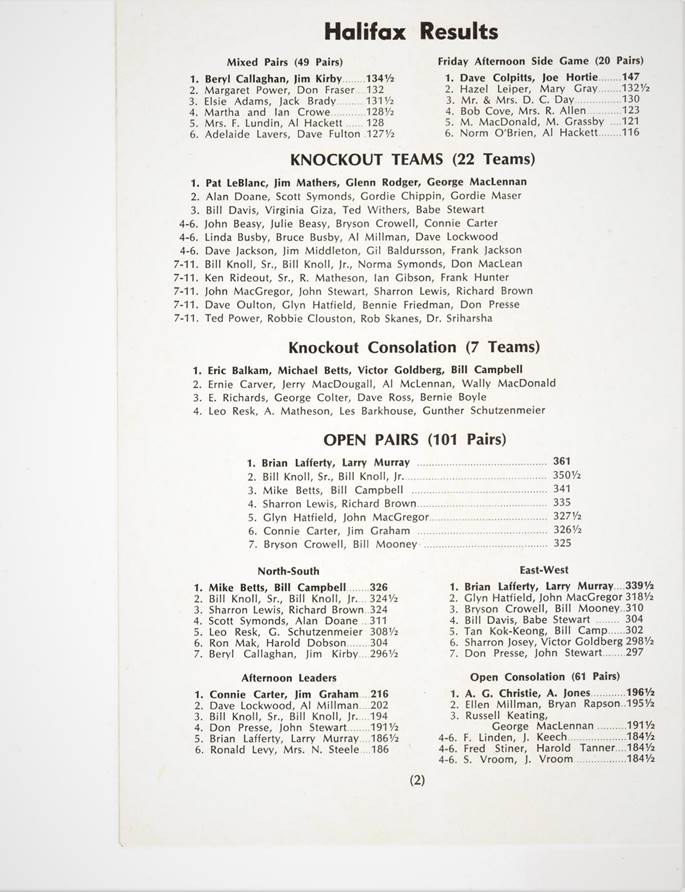 Halifax Results
Mixed Pairs (49 Pairs)
1. Beryl Callaghan, Jim Kirby........134½
2. Margaret Power, Don Fraser...132
3. Elsie Adams, Jack Brady.........131½
4. Martha and Ian Crowe...........128½
5. Mrs. F. Lundin, Al Hackett......128
6. Adelaide Lavers, Dave Fulton .127½
Friday Afternoon Side Game (20 Pairs)
1. Dave Colpitts, Joe Hortie........147
2. Hazel Leiper, Mary Gray........132½
3. Mr. & Mrs. D. C. Day..............130
4. Bob Cove, Mrs. R. Allen..........123
5. M. MacDonald, M. Grassby ....121
6. Norm O'Brien, Al Hackett........116
KNOCKOUT TEAMS (22 Teams)
1. Pat LeBlanc, Jim Mathers, Glenn Rodger, George MacLennan
2. Alan Doane, Scott Symonds, Gordie Chippin, Gordie Maser
3. Bill Davis, Virginia Giza, Ted Withers, Babe Stewart
4-6. John Beasy, Julie Beasy, Bryson Crowell, Connie Carter
4-6. Linda Busby, Bruce Busby, Al Millman, Dave Lockwood
4-6. Dave Jackson, Jim Middleton, Gil Baldursson, Frank Jackson
7-11. Bill Knoll, Sr., Bill Knoll, Jr., Norma Symonds, Don MacLean
7-11. Ken Rideout, Sr., R. Matheson, Ian Gibson, Frank Hunter
7-11. John MacGregor, John Stewart, Sharron Lewis, Richard Brown
7-11. Dave Oulton, Glyn Hatfield, Bennie Friedman, Don Presse
7-11. Ted Power, Robbie Clouston, Rob Skanes, Dr. Sriharsha
Knockout Consolation (7 Teams)
1. Eric Balkam, Michael Betts, Victor Goldberg, Bill Campbell
2. Ernie Carver, Jerry MacDougall, Al McLennan, Wally MacDonald
3. E. Richards, George Colter, Dave Ross, Bernie Boyle
4. Leo Resk, A. Matheson, Les Barkhouse, Gunther Schutzenmeier
OPEN PAIRS (101 Pairs)
1. Brian Lafferty, Larry Murray ........................................ 361
2. Bill Knoll, Sr., Bill Knoll, Jr............................................ 350½
3. Mike Betts, Bill Campbell .......................................... 341
4. Sharron Lewis, Richard Brown........................................ 335
5. Glyn Hatfield, John MacGregor.................................... 327½
6. Connie Carter, Jim Graham ........................................ 326½
7. Bryson Crowell, Bill Mooney ...................................... 325
North-South
1. Mike Betts, Bill Campbell.......326
2. Bill Knoll, Sr., Bill Knoll, Jr....324½
3. Sharron Lewis, Richard Brown..324
4. Scott Symonds, Alan Doane...311
5. Leo Resk, G. Schutzenmeier 308½
6. Ron Mak, Harold Dobson.......304
7. Beryl Callaghan, Jim Kirby....296½
East-West
1. Brian Lafferty, Larry Murray...339½
2. Glyn Hatfield, John MacGregor 318½
3. Bryson Crowell, Bill Mooney..310
4. Bill Davis, Babe Stewart ........ 304
5. Tan Kok-Keong, Bill Camp......302
6. Sharron Josey, Victor Goldberg 298½
7. Don Presse, John Stewart........297
Afternoon Leaders
1. Connie Carter, Jim Graham....216
2. Dave Lockwood, Al Millman....202
3. Bill Knoll, Sr., Bill Knoll, Jr.....194
4. Don Presse, John Stewart.......191½
5. Brian Lafferty, Larry Murray....186½
6. Ronald Levy, Mrs. N. Steele....186
Open Consolation (61 Pairs)
1. A. G. Christie, A. Jones...........196½
2. Ellen Millman, Bryan Rapson..195½
3. Russell Keating,
George MacLennan .........191½
4-6. F. Linden, J. Keech..................184½
4-6. Fred Stiner, Harold Tanner....184½
4-6. S. Vroom, J. Vroom ...............184½
(2)